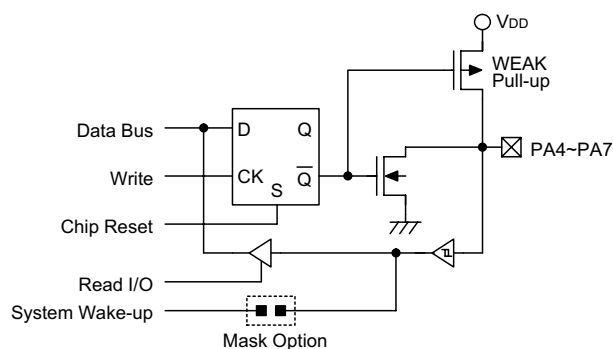 VDD
WEAK
Pull-up
Data Bus
D
Q
PA4~PA7
Write
CK
Q̅
S
Chip Reset
Read I/O
System Wake-up
Mask Option